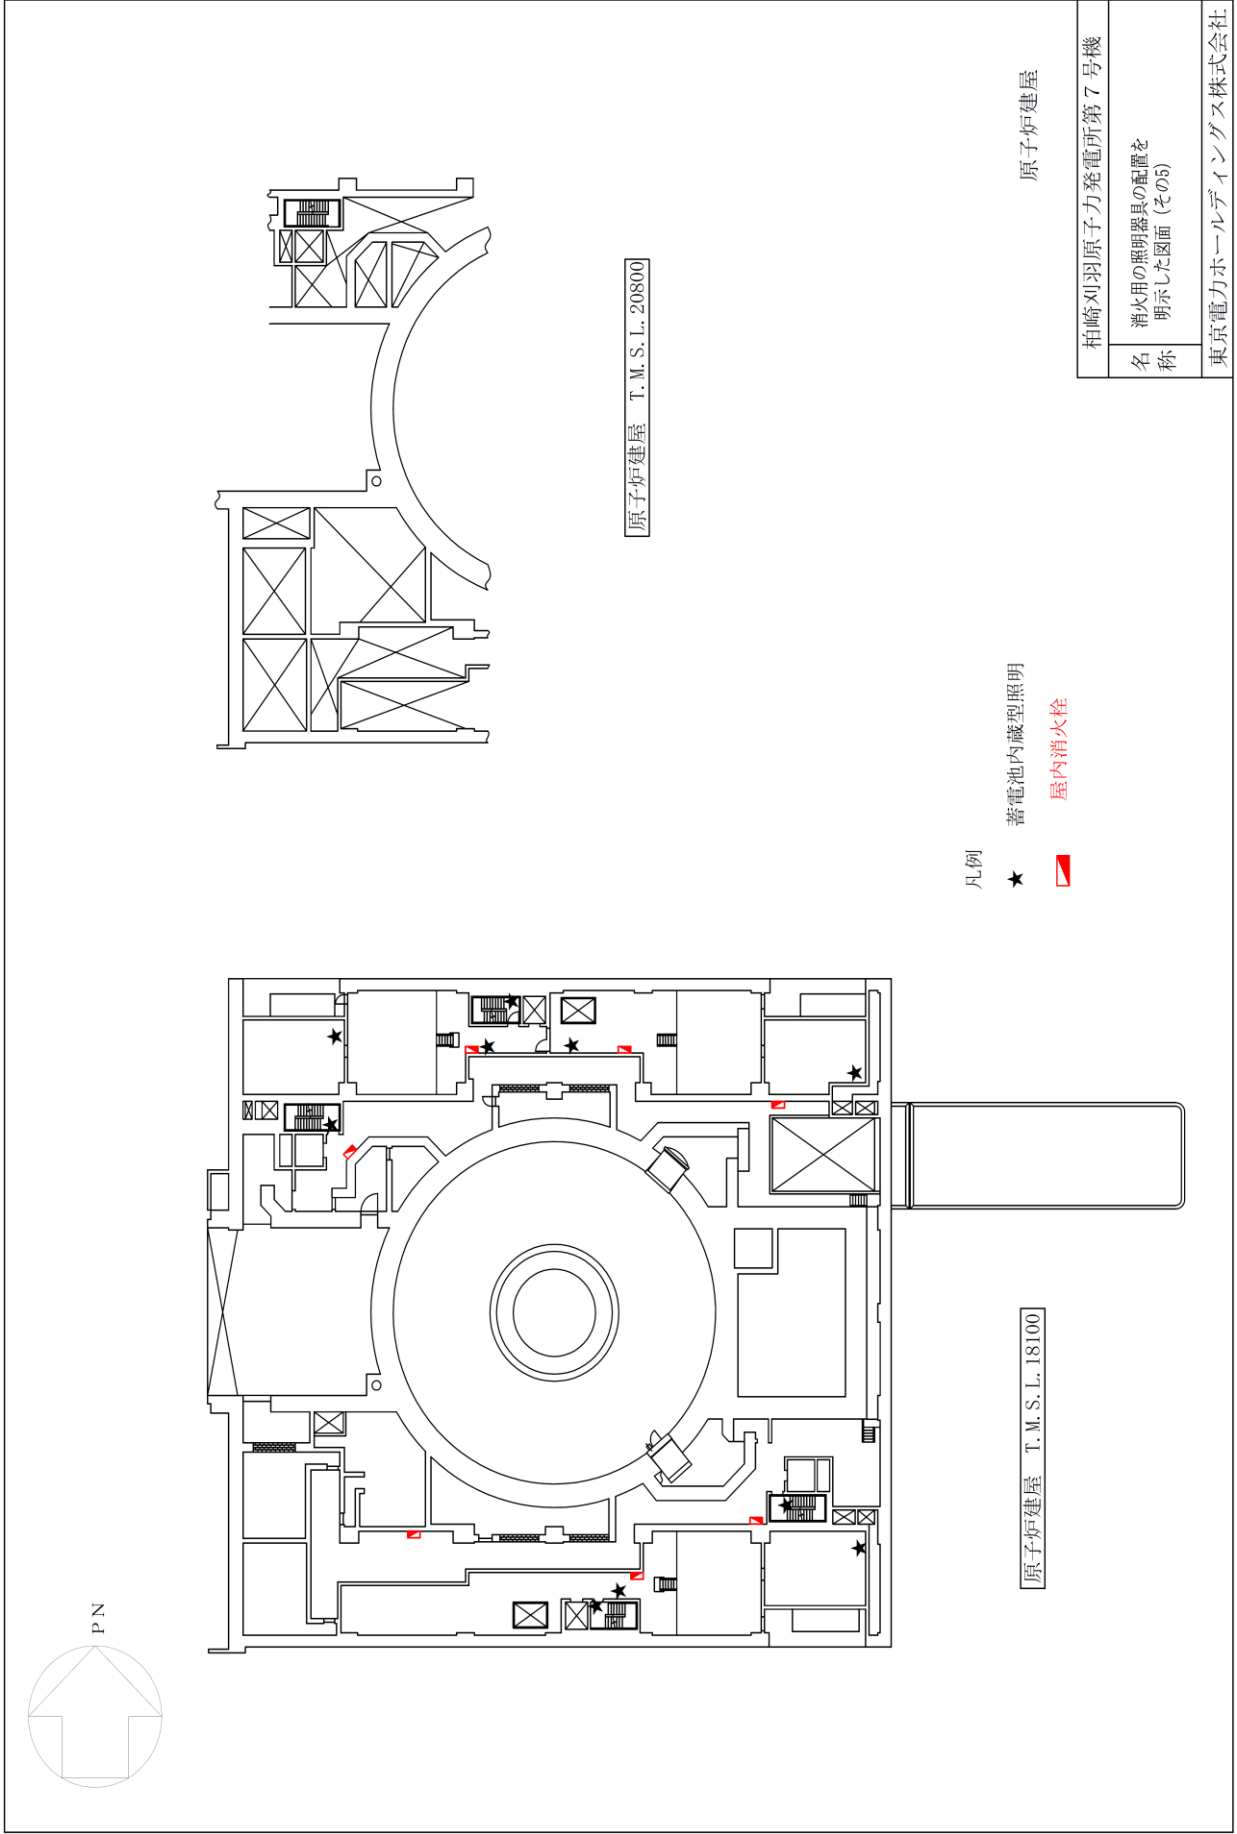 PN
原子炉建屋 T.M.S.L.18100
原子炉建屋 T.M.S.L.20800
凡例
★ 蓄電池内蔵型照明
屋内消火栓
原子炉建屋
柏崎刈羽原子力発電所第7号機
名称
消火用の照明器具の配置を
明示した図面(その5)
東京電力ホールディングス株式会社